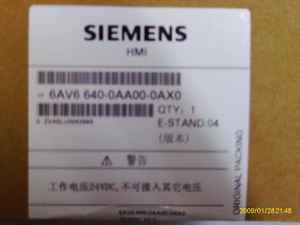 SIEMENS
HMI
1P 6AV6 640-0AA00-0AX0
QTY: 1
E-STAND:04
(版本)
⚠ 警告
工作电压24VDC,不可接入其它电压
ORIGINAL PACKING
2009/01/28 21:48